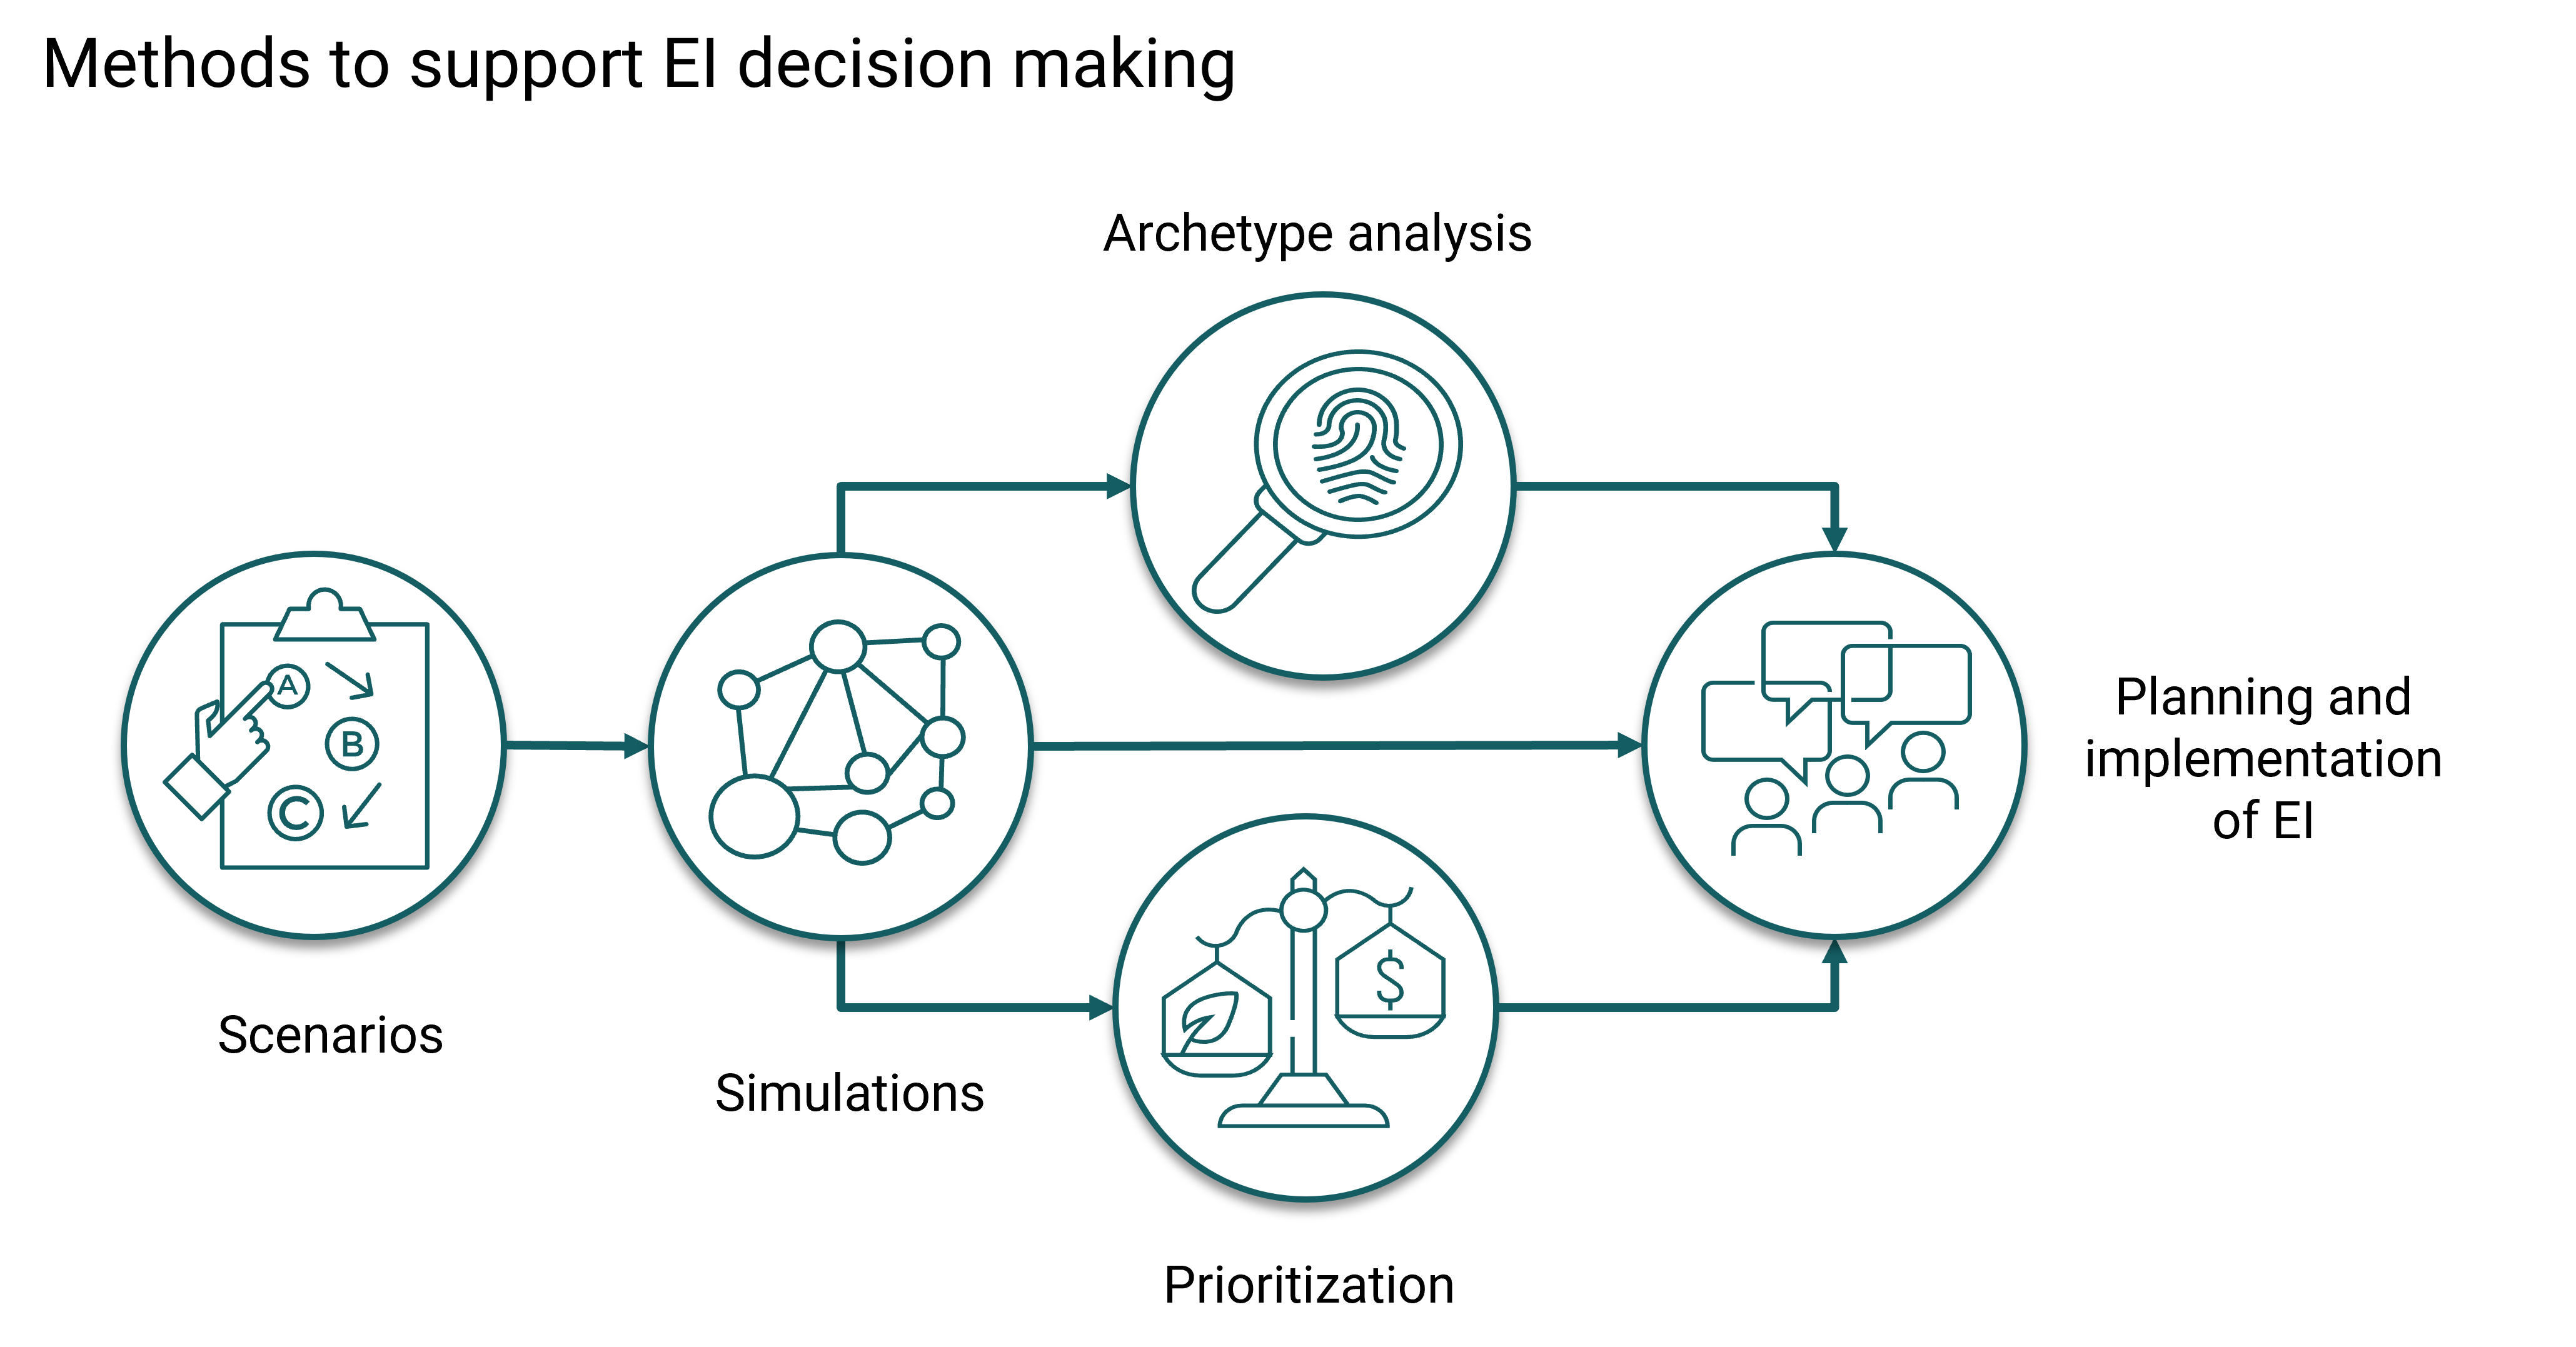 Methods to support EI decision making
Archetype analysis
A
B
C
$
Planning and
implementation
of EI
Scenarios
Simulations
Prioritization